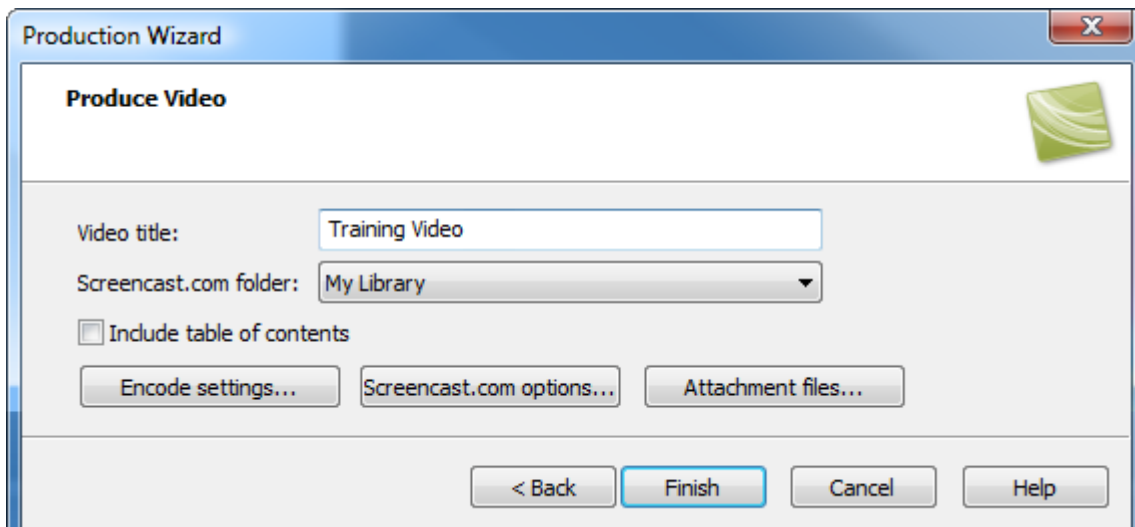 Production Wizard
Produce Video
Video title: Training Video
Screencast.com folder: My Library
Include table of contents
Encode settings... Screencast.com options... Attachment files...
< Back Finish Cancel Help